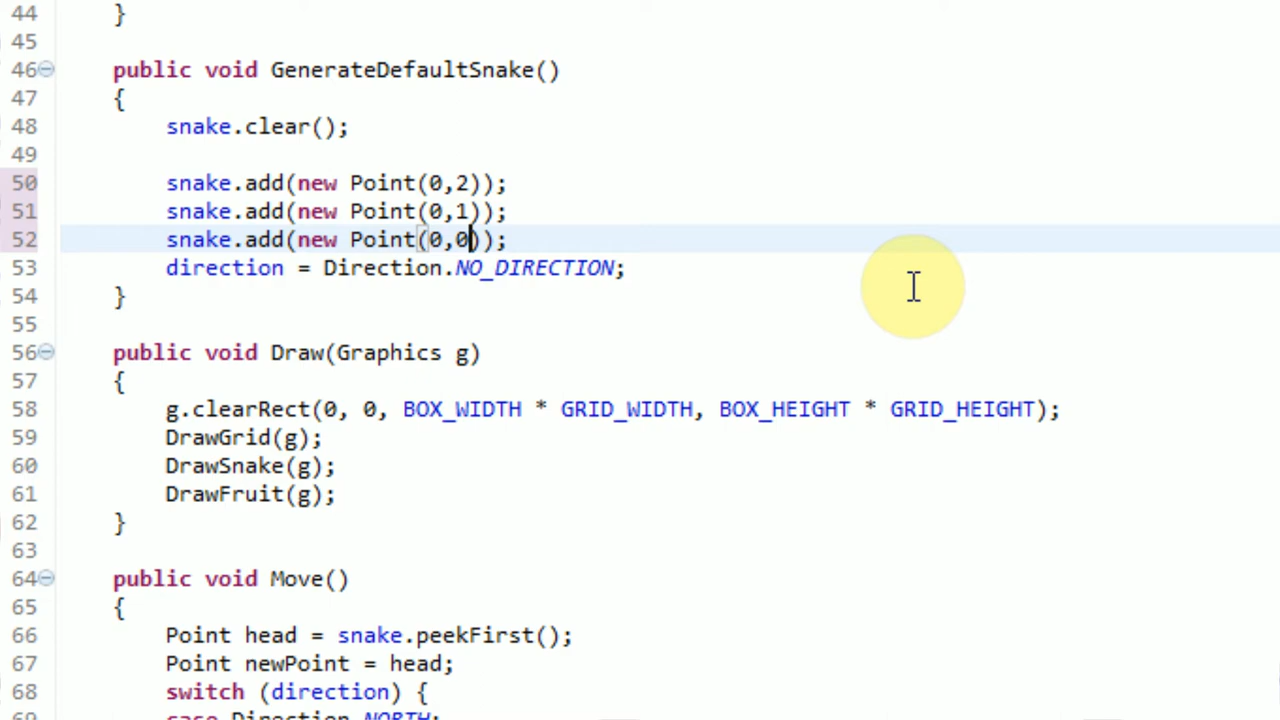 44 }
45
46 public void GenerateDefaultSnake()
47 {
48 snake.clear();
49
50 snake.add(new Point(0,2));
51 snake.add(new Point(0,1));
52 snake.add(new Point(0,0));
53 direction = Direction.NO_DIRECTION;
54 }
55
56 public void Draw(Graphics g)
57 {
58 g.clearRect(0, 0, BOX_WIDTH * GRID_WIDTH, BOX_HEIGHT * GRID_HEIGHT);
59 DrawGrid(g);
60 DrawSnake(g);
61 DrawFruit(g);
62 }
63
64 public void Move()
65 {
66 Point head = snake.peekFirst();
67 Point newPoint = head;
68 switch (direction) {
69 case Direction.NORTH: